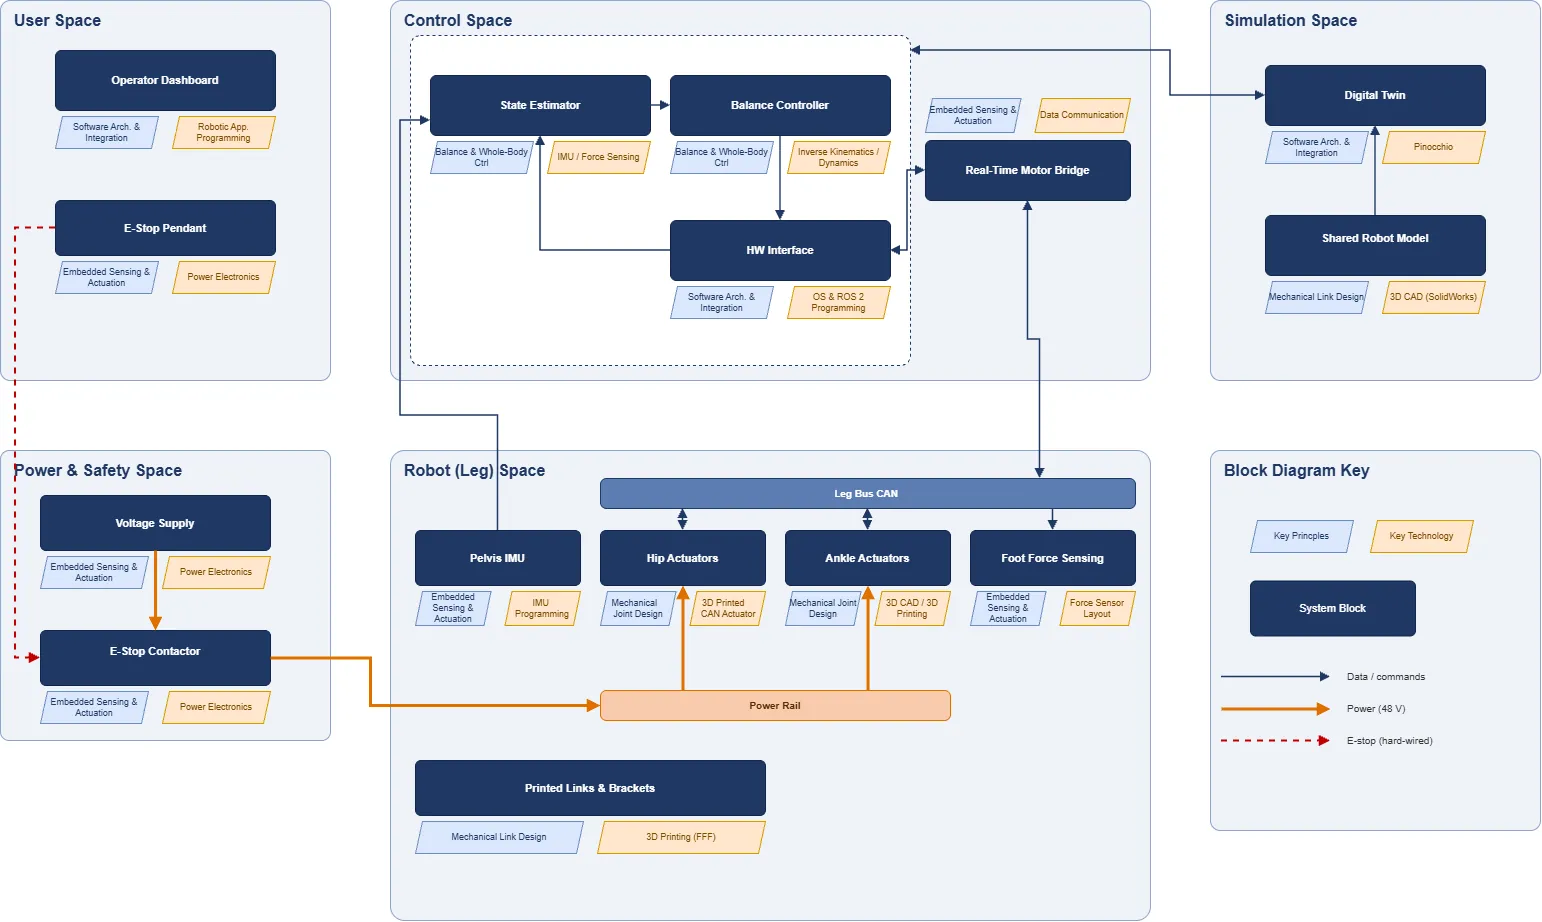 User Space
Operator Dashboard
Software Arch. &
Integration
Robotic App.
Programming
E-Stop Pendant
Embedded Sensing &
Actuation
Power Electronics
Control Space
State Estimator
Balance & Whole-Body
Ctrl
IMU / Force Sensing
Balance Controller
Balance & Whole-Body
Ctrl
Inverse Kinematics /
Dynamics
HW Interface
Software Arch. &
Integration
OS & ROS 2
Programming
Embedded Sensing &
Actuation
Data Communication
Real-Time Motor Bridge
Simulation Space
Digital Twin
Software Arch. &
Integration
Pinocchio
Shared Robot Model
Mechanical Link Design
3D CAD (SolidWorks)
Power & Safety Space
Voltage Supply
Embedded Sensing &
Actuation
Power Electronics
E-Stop Contactor
Embedded Sensing &
Actuation
Power Electronics
Robot (Leg) Space
Leg Bus CAN
Pelvis IMU
Embedded
Sensing &
Actuation
IMU
Programming
Hip Actuators
Mechanical
Joint Design
3D Printed
CAN Actuator
Ankle Actuators
Mechanical Joint
Design
3D CAD / 3D
Printing
Foot Force Sensing
Embedded
Sensing &
Actuation
Force Sensor
Layout
Power Rail
Printed Links & Brackets
Mechanical Link Design
3D Printing (FFF)
Block Diagram Key
Key Princples
Key Technology
System Block
Data / commands
Power (48 V)
E-stop (hard-wired)